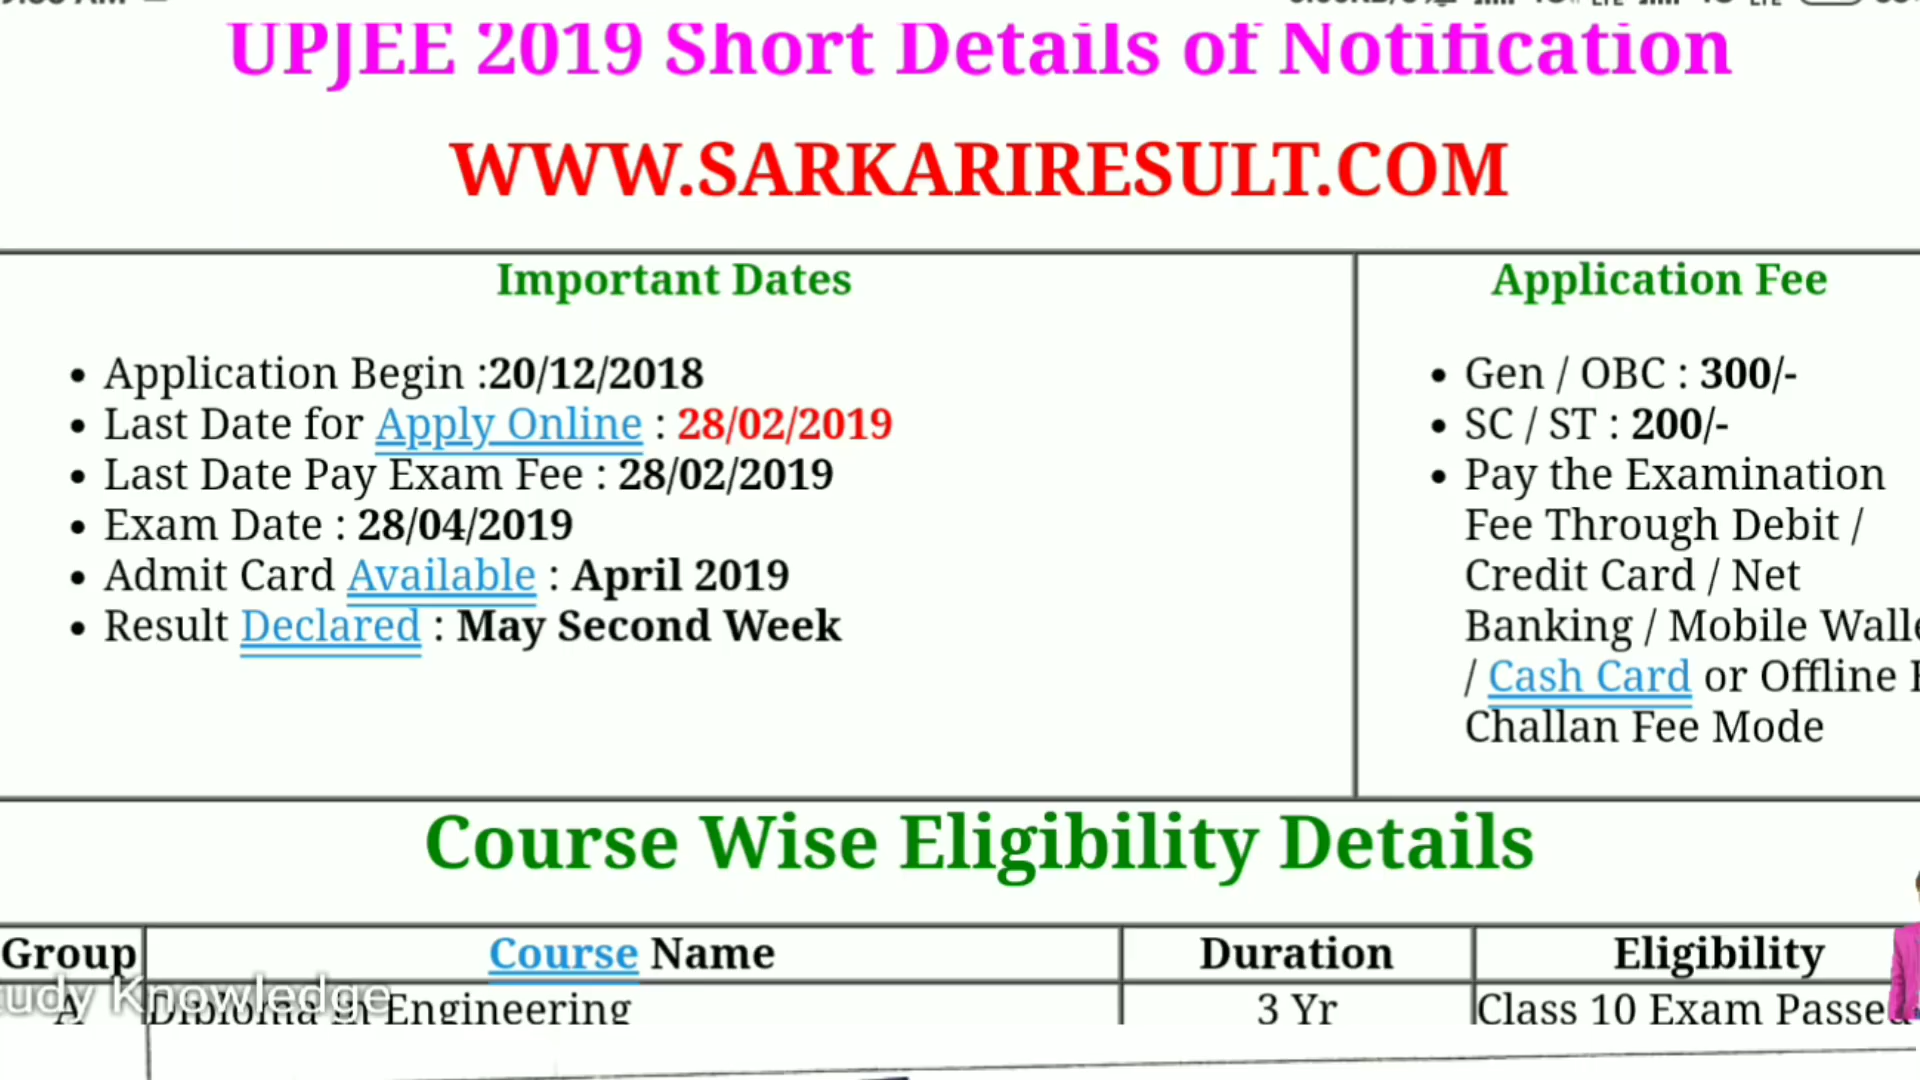 UPJEE 2019 Short Details of Notification
WWW.SARKARIRESULT.COM
Important Dates
Application Begin :20/12/2018
Last Date for Apply Online : 28/02/2019
Last Date Pay Exam Fee : 28/02/2019
Exam Date : 28/04/2019
Admit Card Available : April 2019
Result Declared : May Second Week
Application Fee
Gen / OBC : 300/-
SC / ST : 200/-
Pay the Examination
Fee Through Debit /
Credit Card / Net
Banking / Mobile
/ Cash Card or Offline
Challan Fee Mode
Course Wise Eligibility Details
Group Course Name Duration Eligibility
A Diploma in Engineering 3 Yr Class 10 Exam Passed
Knowledge